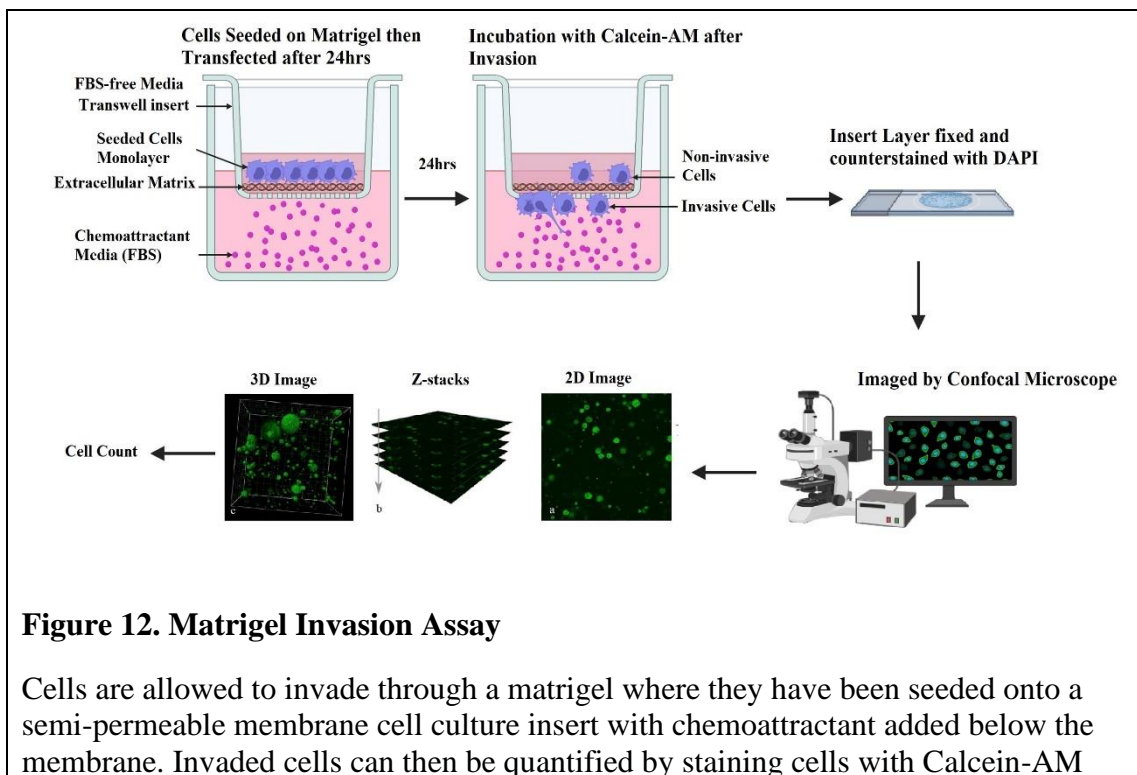 Cells Seeded on Matrigel then
Transfected after 24hrs
Incubation with Calcein-AM after
Invasion
FBS-free Media
Transwell insert
Seeded Cells
Monolayer
Extracellular Matrix
Chemoattractant
Media (FBS)
24hrs
Non-invasive
Cells
Invasive Cells
Insert Layer fixed and
counterstained with DAPI
Imaged by Confocal Microscope
2D Image
a
Z-stacks
b
3D Image
c
Cell Count
Figure 12. Matrigel Invasion Assay
Cells are allowed to invade through a matrigel where they have been seeded onto a
semi-permeable membrane cell culture insert with chemoattractant added below the
membrane. Invaded cells can then be quantified by staining cells with Calcein-AM